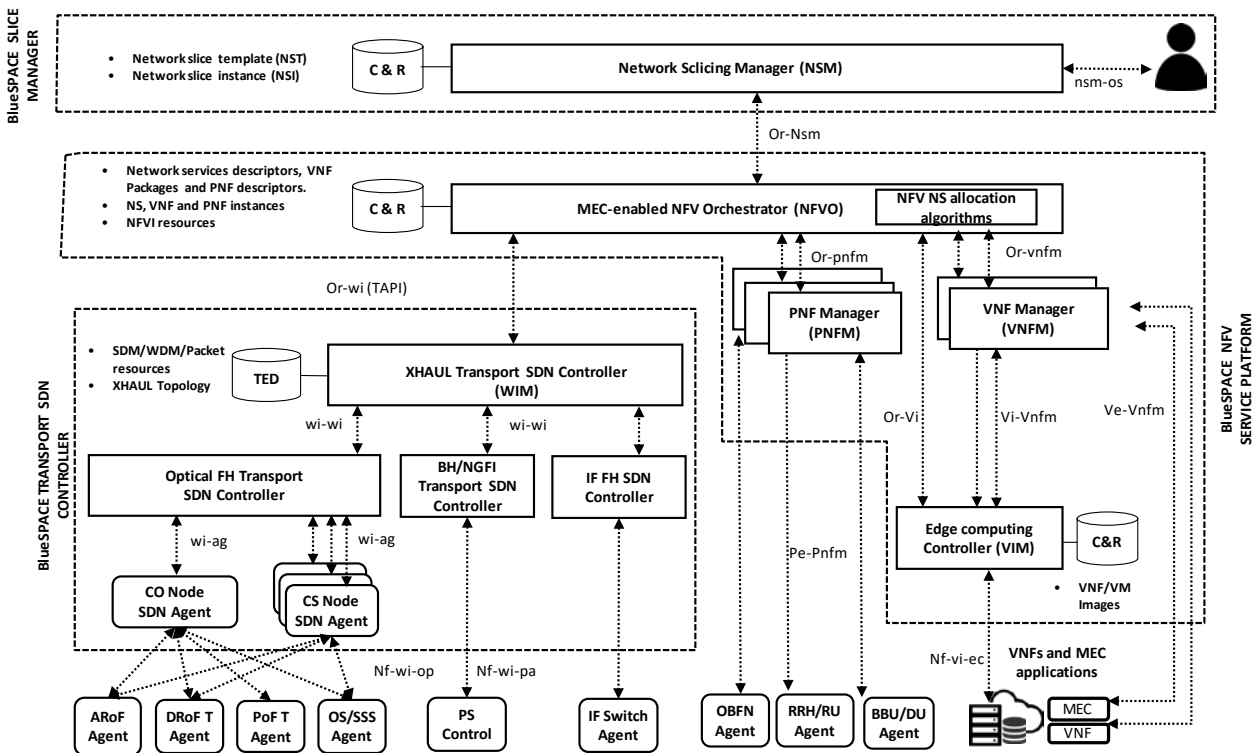 BlueSPACE SLICE
MANAGER
• Network slice template (NST)
• Network slice instance (NSI)
C & R
Network Sclicing Manager (NSM)
nsm-os
Or-Nsm
• Network services descriptors, VNF
Packages and PNF descriptors.
• NS, VNF and PNF instances
• NFVI resources
C & R
MEC-enabled NFV Orchestrator (NFVO)
NFV NS allocation
algorithms
Or-pnfm
Or-vnfm
Or-wi (TAPI)
PNF Manager
(PNFM)
VNF Manager
(VNFM)
BlueSPACE NFV
SERVICE PLATFORM
BlueSPACE TRANSPORT SDN
CONTROLLER
• SDM/WDM/Packet
resources
• XHAUL Topology
TED
XHAUL Transport SDN Controller
(WIM)
Or-Vi
Vi-Vnfm
Ve-Vnfm
wi-wi
wi-wi
Optical FH Transport
SDN Controller
BH/NGFI
Transport SDN
Controller
IF FH SDN
Controller
Edge computing
Controller (VIM)
C&R
wi-ag
wi-ag
Pe-Pnfm
• VNF/VM
Images
CO Node
SDN Agent
CS Node
SDN Agent
Nf-wi-op
Nf-wi-pa
Nf-vi-ec
VNFs and MEC
applications
ARoF
Agent
DRoF T
Agent
PoF T
Agent
OS/SSS
Agent
PS
Control
IF Switch
Agent
OBFN
Agent
RRH/RU
Agent
BBU/DU
Agent
MEC
VNF